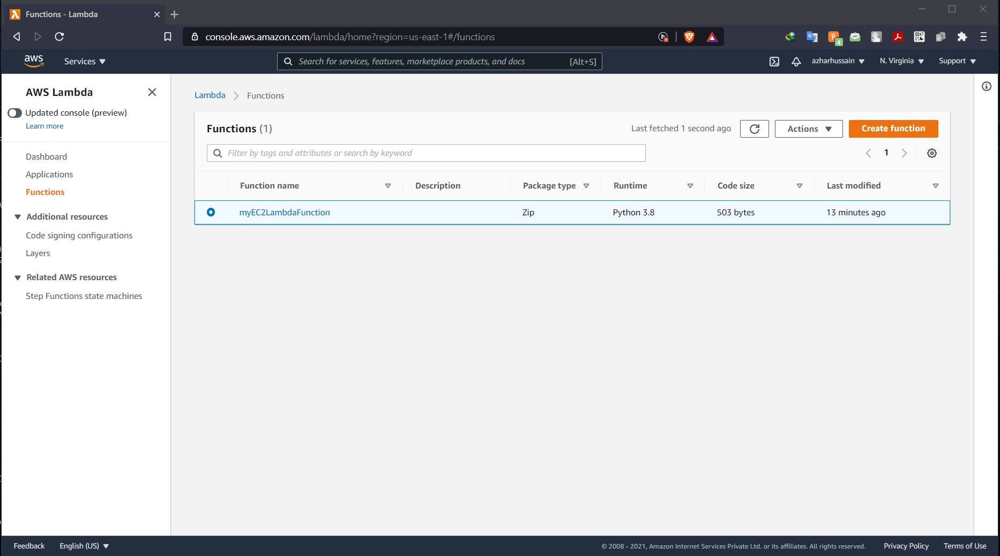 Functions - Lambda
console.aws.amazon.com/lambda/home?region=us-east-1#/functions
4
aws
Services
Search for services, features, marketplace products, and docs [Alt+S]
azharhussain
N. Virginia
Support
AWS Lambda
Updated console (preview)
Learn more
Dashboard
Applications
Functions
Additional resources
Code signing configurations
Layers
Related AWS resources
Step Functions state machines
Lambda
Functions
Functions (1)
Last fetched 1 second ago
Actions
Create function
Filter by tags and attributes or search by keyword
1
Function name Description Package type Runtime Code size Last modified
myEC2LambdaFunction Zip Python 3.8 503 bytes 13 minutes ago
Feedback
English (US)
© 2008 - 2021, Amazon Internet Services Private Ltd. or its affiliates. All rights reserved.
Privacy Policy
Terms of Use